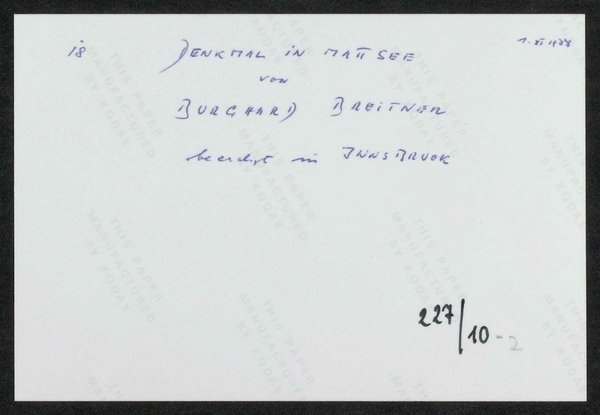 18 DENKMAL IN MATTSEE 1. XI 1988
VON
BURGHARD BREITNER
beerdigt in INNSBRUCK
227/10-2
THIS PAPER
MANUFACTURED
BY KODAK